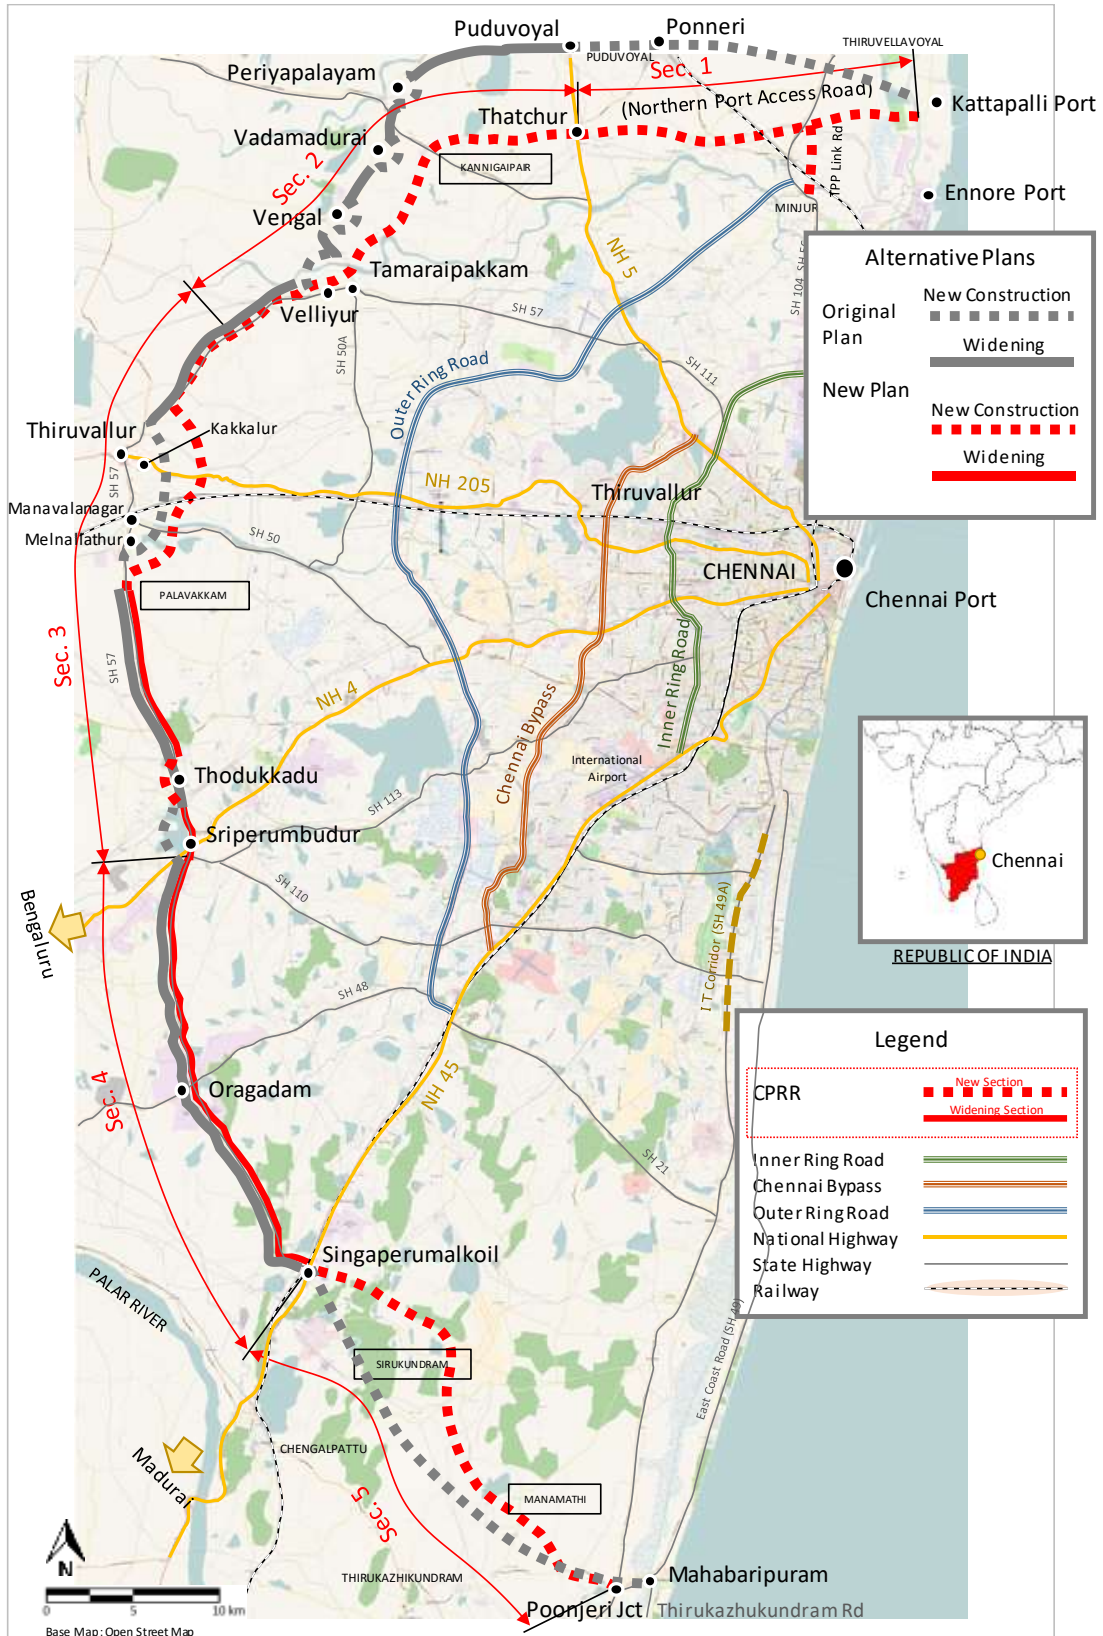 Puduvoyal
Ponneri
THIRUVELLAVOYAL
PUDUVOYAL
Sec. 1
Periyapalayam
(Northern Port Access Road)
Kattapalli Port
Thatchur
Vadamadurai
TPP Link Rd
KANNIGAIPAIR
Sec. 2
Ennore Port
Vengal
MINJUR
NH 5
Tamaraipakkam
Velliyur
SH 57
SH 104
SH 56
SH 50A
SH 111
Outer Ring Road
Alternative Plans
Original
Plan
New Construction
Widening
New Plan
New Construction
Widening
Thiruvallur
Kakkalur
SH 57
NH 205
Thiruvallur
Manavalanagar
Melnallathur
SH 50
CHENNAI
Chennai Port
PALAVAKKAM
Sec. 3
SH 57
NH 4
Inner Ring Road
Chennai Bypass
International
Airport
Thodukkadu
SH 113
Sriperumbudur
Chennai
REPUBLIC OF INDIA
SH 110
Bengaluru
I T Corridor (SH 49A)
SH 48
Legend
CPRR
New Section
Widening Section
Inner Ring Road
Chennai Bypass
Outer Ring Road
National Highway
State Highway
Railway
Sec. 4
Oragadam
NH 45
SH 21
Singaperumalkoil
PALAR RIVER
East Coast Road (SH 49)
SIRUKUNDRAM
CHENGALPATTU
Madurai
MANAMATHI
Sec. 5
N
THIRUKAZHIKUNDRAM
Mahabaripuram
Poonjeri Jct
Thirukazhukundram Rd
0 5 10 km
Base Map: Open Street Map